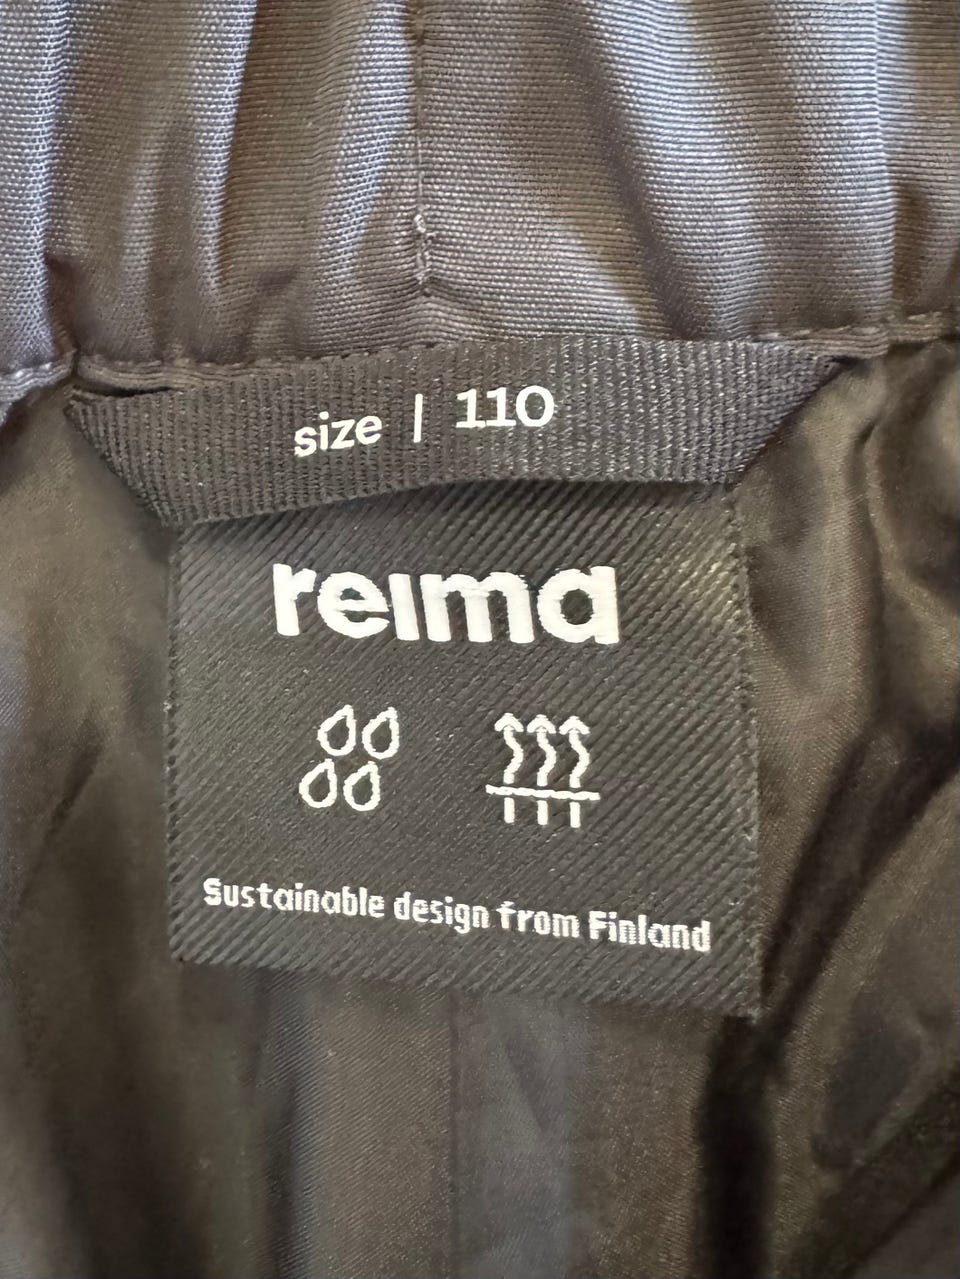 size | 110
reima
Sustainable design from Finland